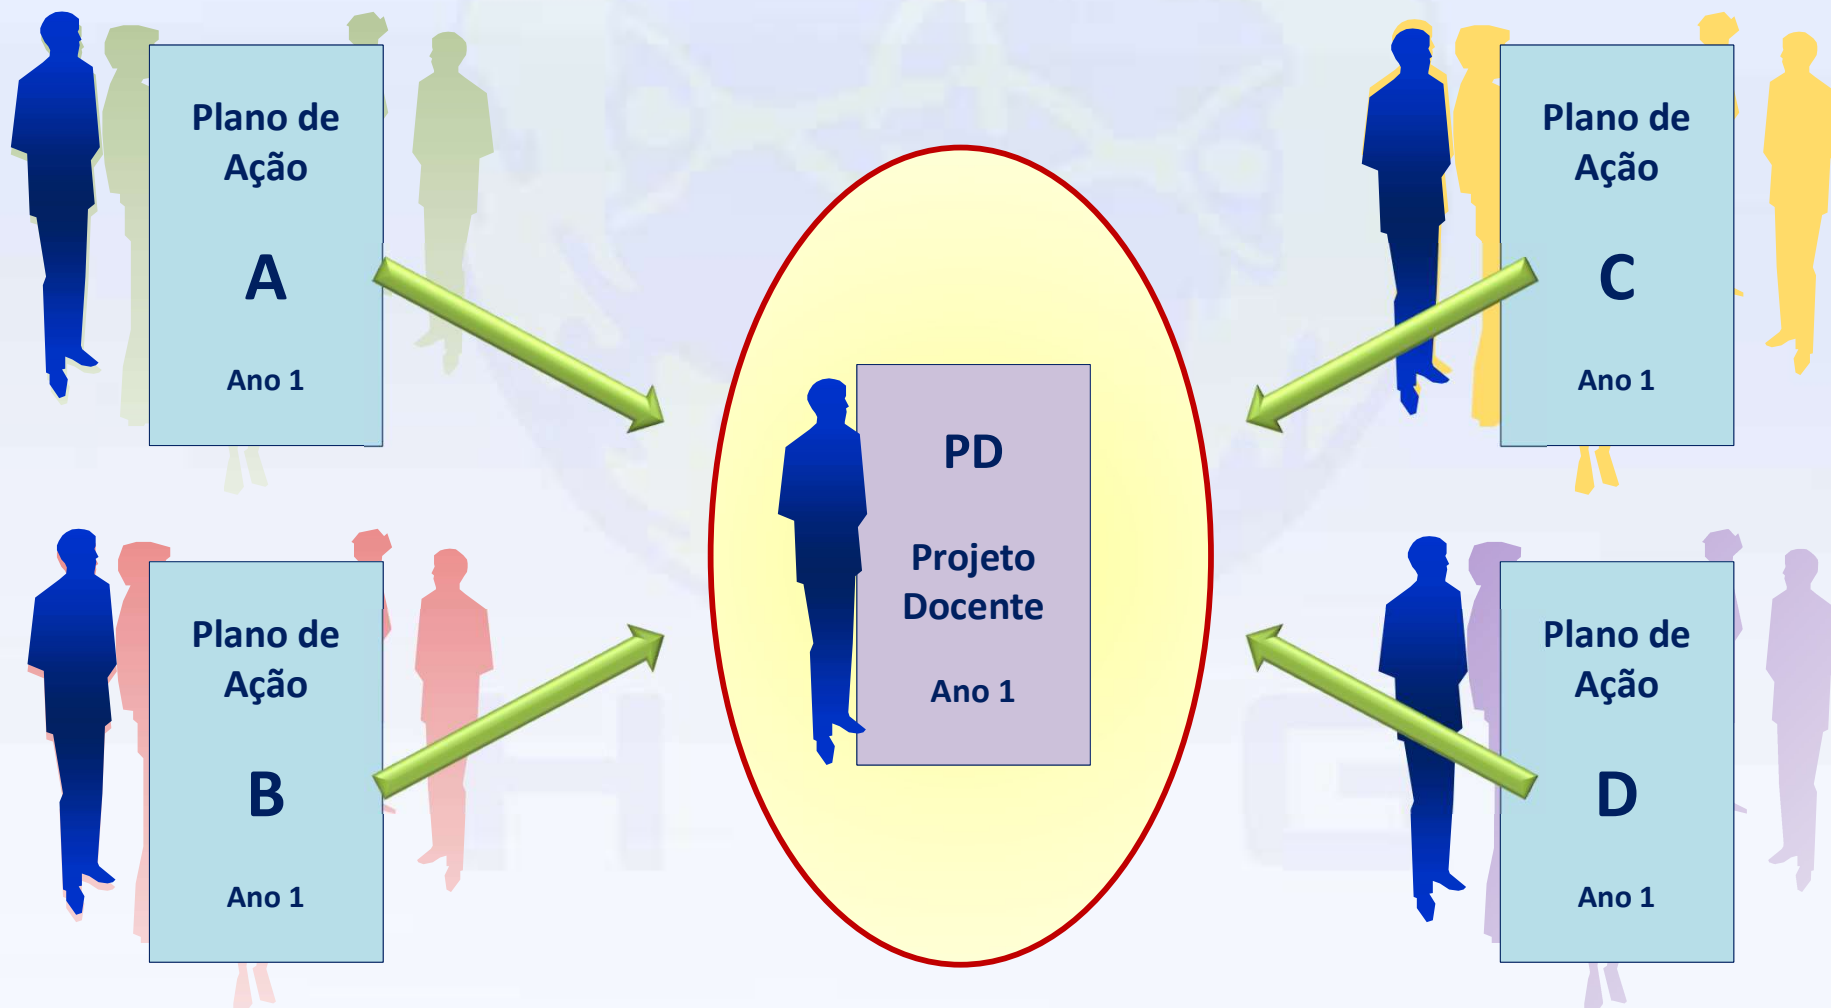 Plano de
Ação
A
Ano 1
Plano de
Ação
B
Ano 1
PD
Projeto
Docente
Ano 1
Plano de
Ação
C
Ano 1
Plano de
Ação
D
Ano 1